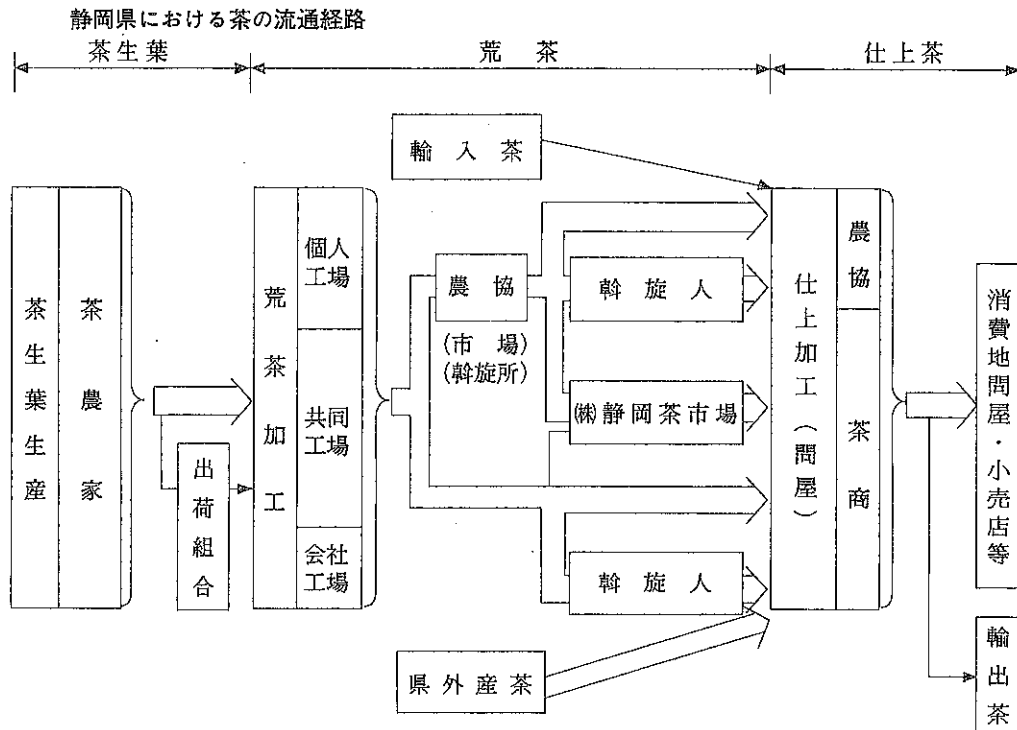 静岡県における茶の流通経路
茶生葉
荒茶
仕上茶
輸入茶
茶生葉生産
茶農家
出荷組合
荒茶加工
個人
工場
共同
工場
会社
工場
農協
(市場)
(斡旋所)
斡旋人
㈱静岡茶市場
斡旋人
県外産茶
仕上加工(問屋)
農協
茶商
消費地問屋・小売店等
輸出茶